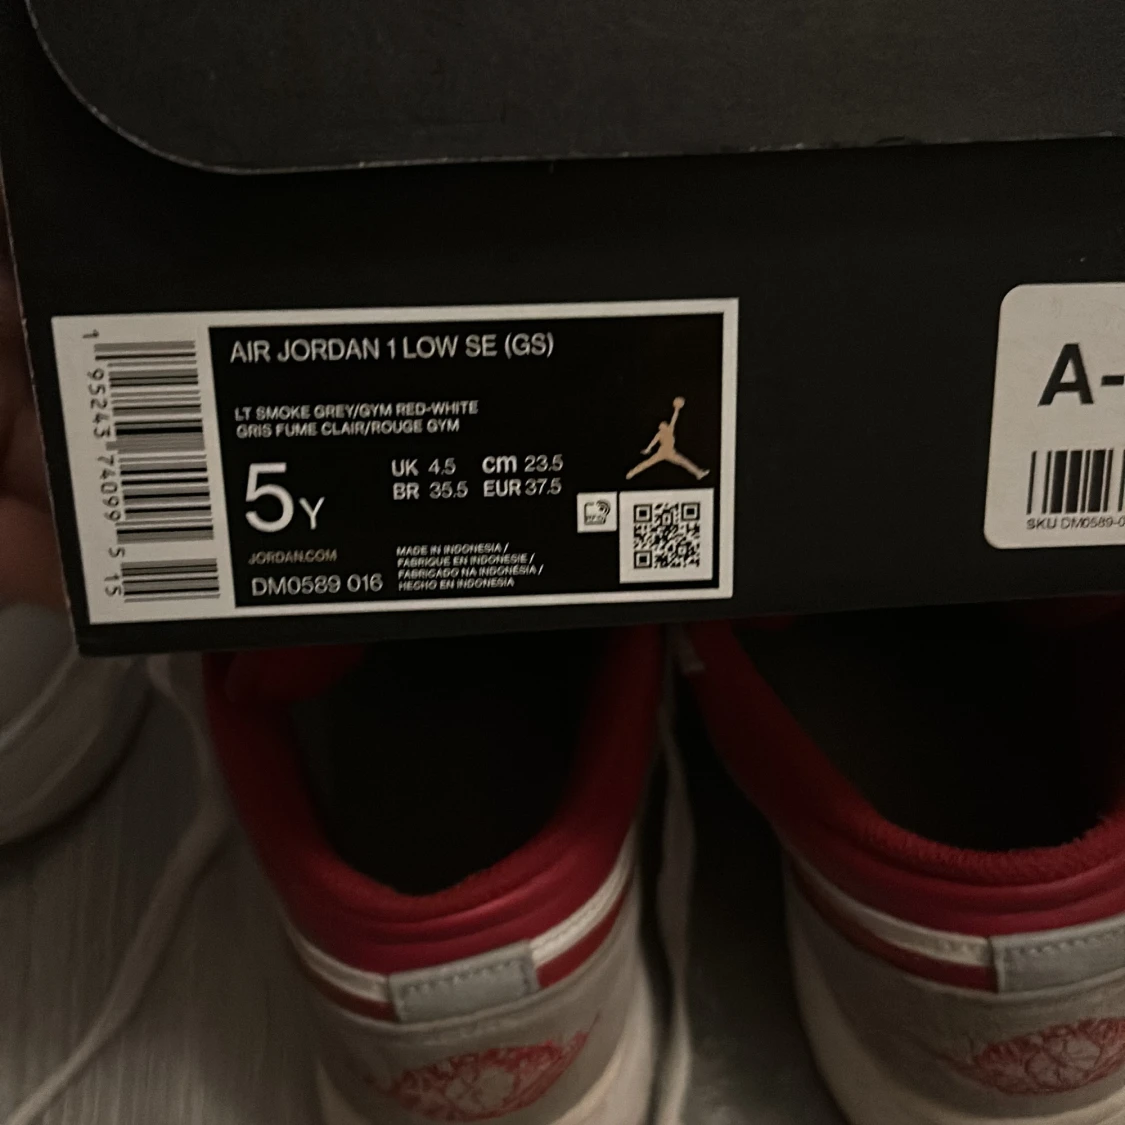 AIR JORDAN 1 LOW SE (GS)
LT SMOKE GREY/GYM RED-WHITE
GRIS FUME CLAIR/ROUGE GYM
5Y
UK 4.5 cm 23.5
BR 35.5 EUR 37.5
JORDAN.COM
DM0589 016
MADE IN INDONESIA /
FABRIQUE EN INDONESIE /
FABRICADO NA INDONÉSIA /
HECHO EN INDONESIA
1 95243 74099 5 15
A-
SKU DM0589-0